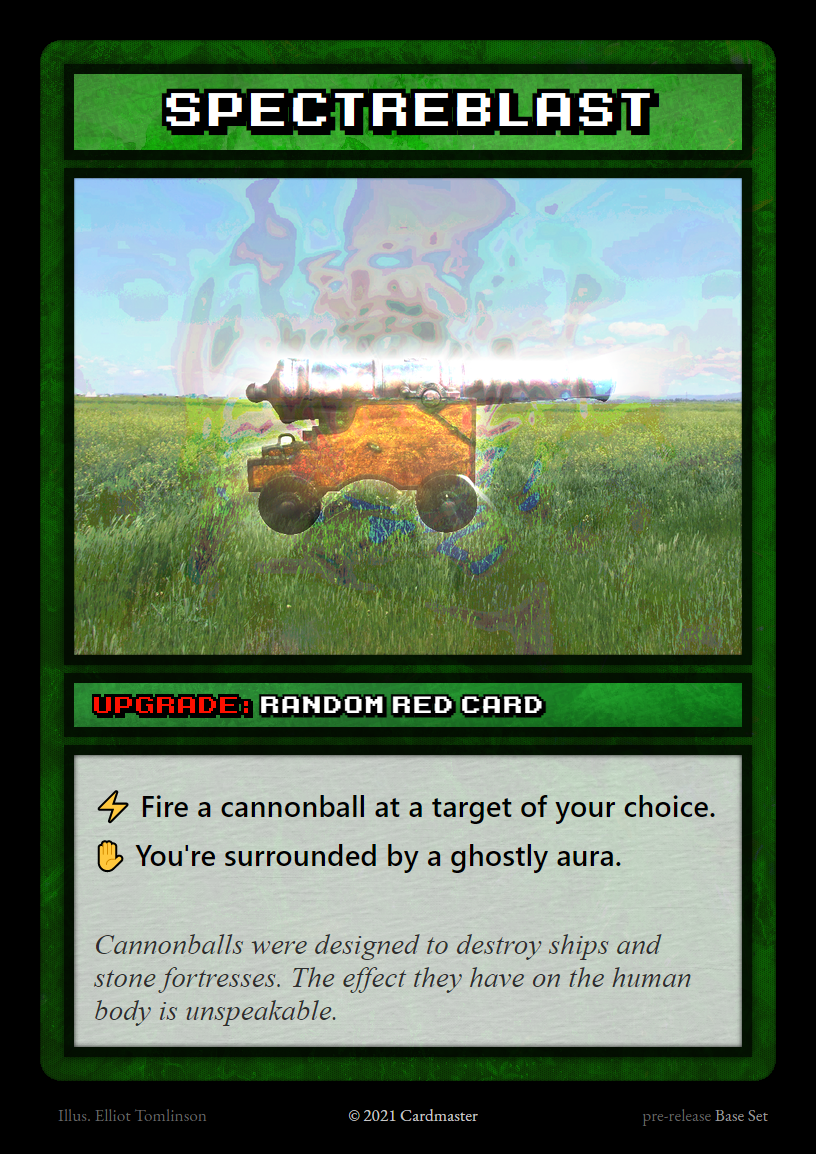 SPECTREBLAST
UPGRADE: RANDOM RED CARD
⚡ Fire a cannonball at a target of your choice.
✋ You're surrounded by a ghostly aura.
Cannonballs were designed to destroy ships and
stone fortresses. The effect they have on the human
body is unspeakable.
Illus. Elliot Tomlinson © 2021 Cardmaster pre-release Base Set